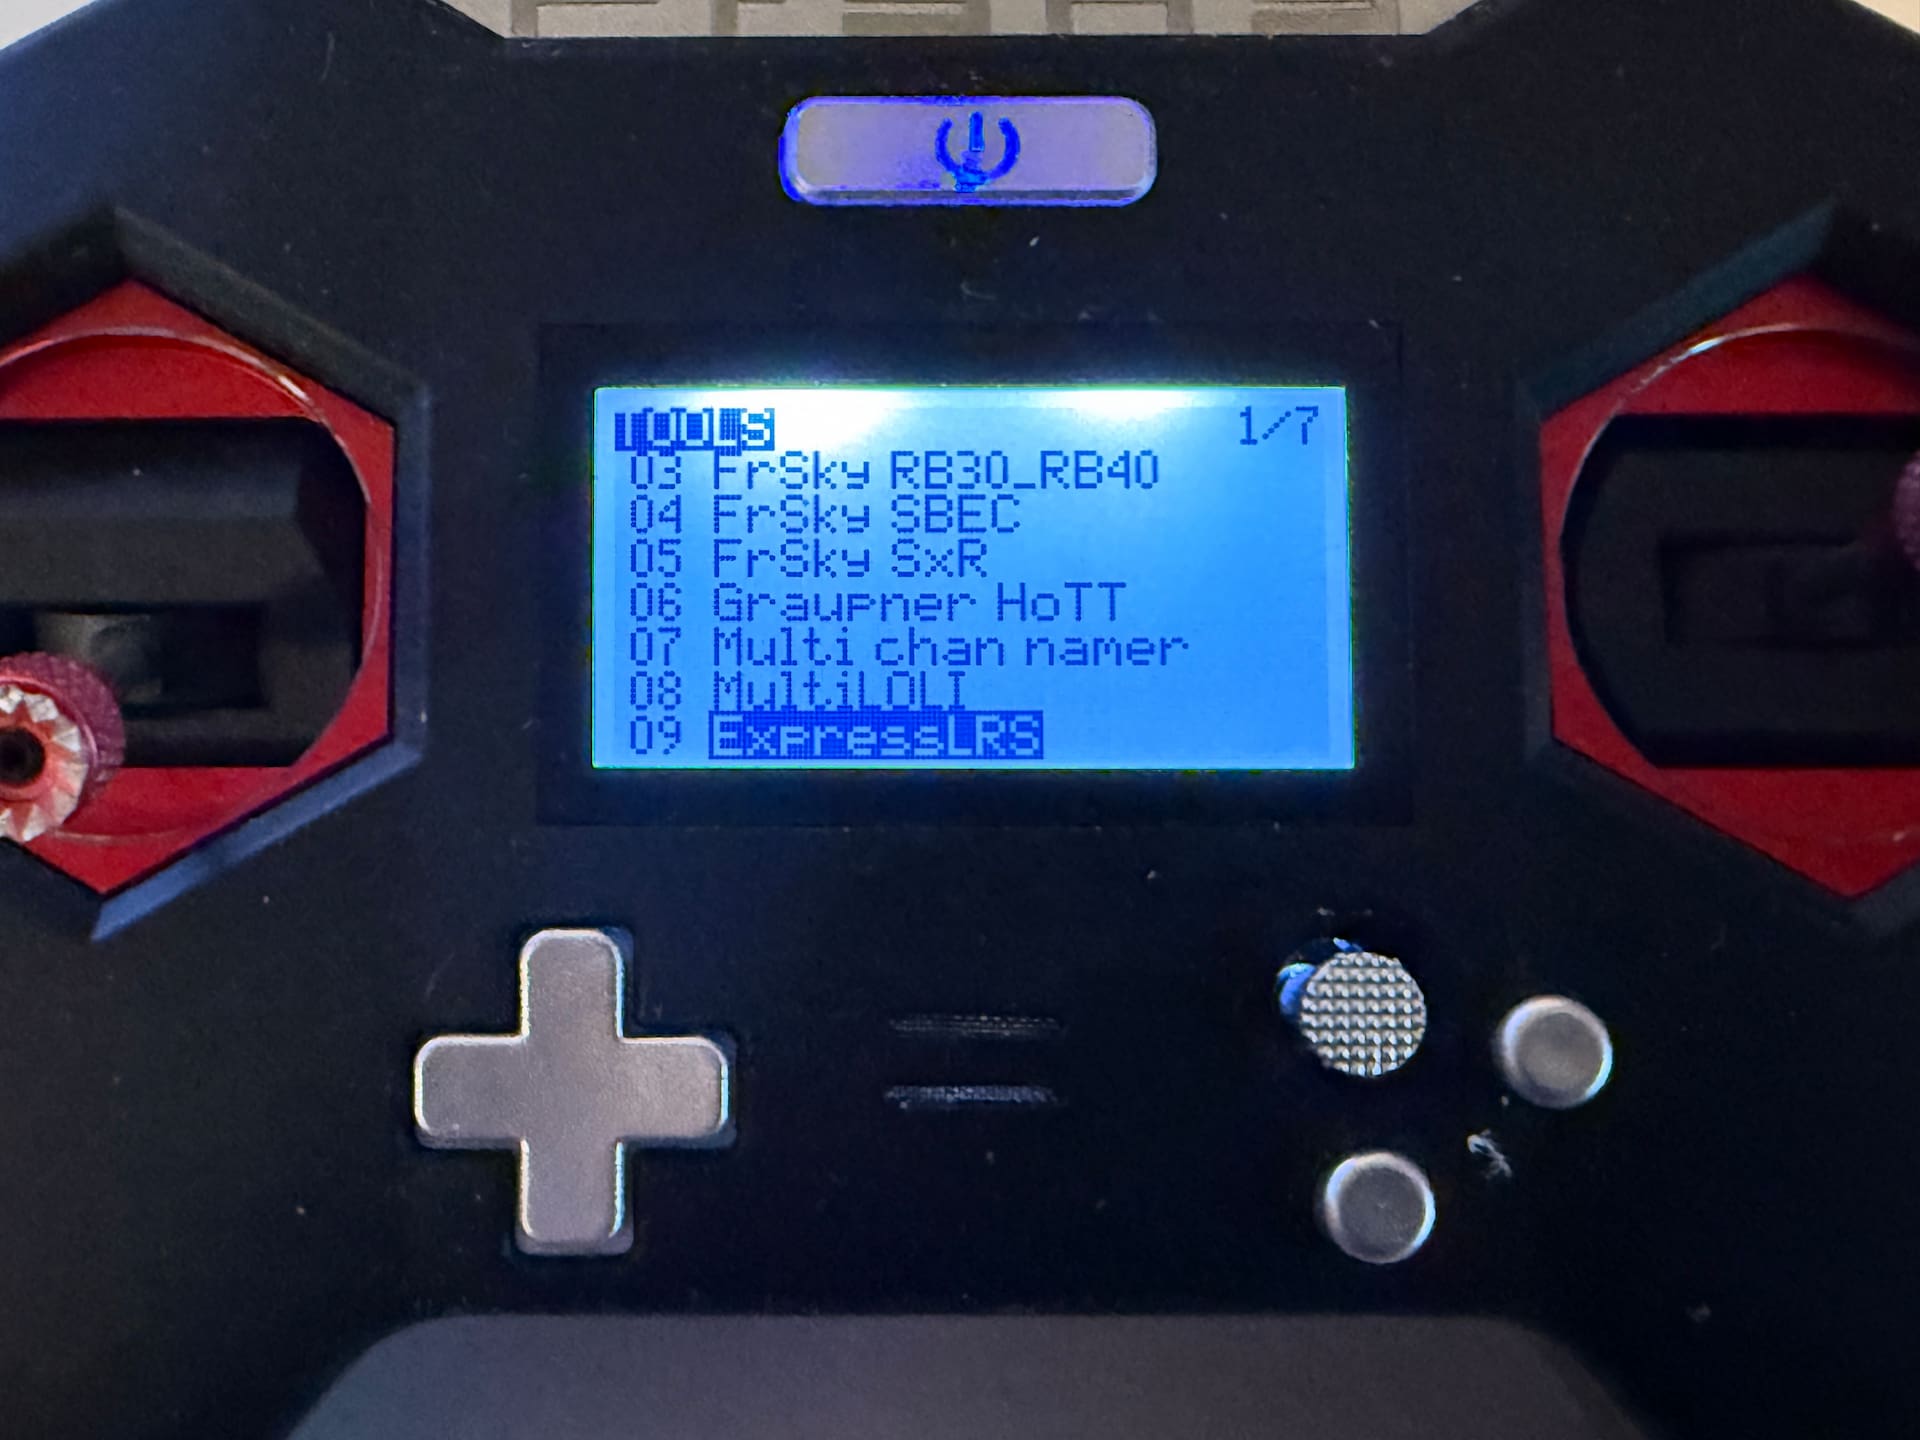 TOOLS 1/7
03 FrSky RB30_RB40
04 FrSky SBEC
05 FrSky SxR
06 Graupner HoTT
07 Multi chan namer
08 MultiLOLI
09 ExpressLRS